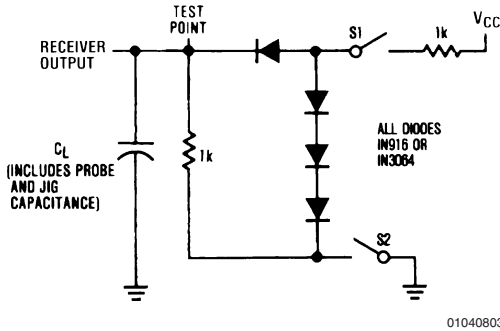 TEST
POINT
RECEIVER
OUTPUT
S1
1k
VCC
CL
(INCLUDES PROBE
AND JIG
CAPACITANCE)
1k
ALL DIODES
IN916 OR
IN3064
S2
01040803